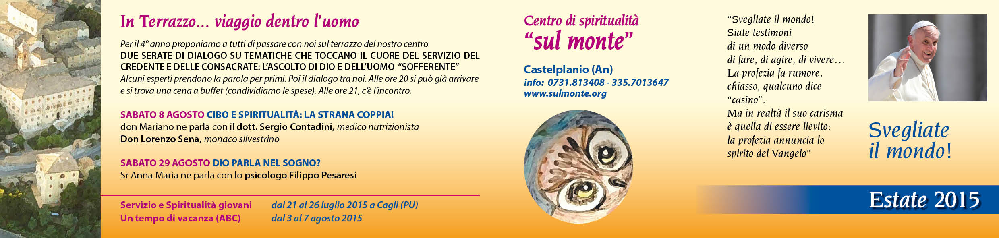 In Terrazzo... viaggio dentro l'uomo
Per il 4° anno proponiamo a tutti di passare con noi sul terrazzo del nostro centro
DUE SERATE DI DIALOGO SU TEMATICHE CHE TOCCANO IL CUORE DEL SERVIZIO DEL
CREDENTE E DELLE CONSACRATE: L'ASCOLTO DI DIO E DELL'UOMO "SOFFERENTE"
Alcuni esperti prendono la parola per primi. Poi il dialogo tra noi. Alle ore 20 si può già arrivare
e si trova una cena a buffet (condividiamo le spese). Alle ore 21, c'è l'incontro.
SABATO 8 AGOSTO CIBO E SPIRITUALITÀ: LA STRANA COPPIA!
don Mariano ne parla con il dott. Sergio Contadini, medico nutrizionista
Don Lorenzo Sena, monaco silvestrino
SABATO 29 AGOSTO DIO PARLA NEL SOGNO?
Sr Anna Maria ne parla con lo psicologo Filippo Pesaresi
Servizio e Spiritualità giovani dal 21 al 26 luglio 2015 a Cagli (PU)
Un tempo di vacanza (ABC) dal 3 al 7 agosto 2015
Centro di spiritualità
"sul monte"
Castelplanio (An)
info: 0731.813408 - 335.7013647
www.sulmonte.org
"Svegliate il mondo!
Siate testimoni
di un modo diverso
di fare, di agire, di vivere...
La profezia fa rumore,
chiasso, qualcuno dice
"casino".
Ma in realtà il suo carisma
è quella di essere lievito:
la profezia annuncia lo
spirito del Vangelo"
Svegliate
il mondo!
Estate 2015